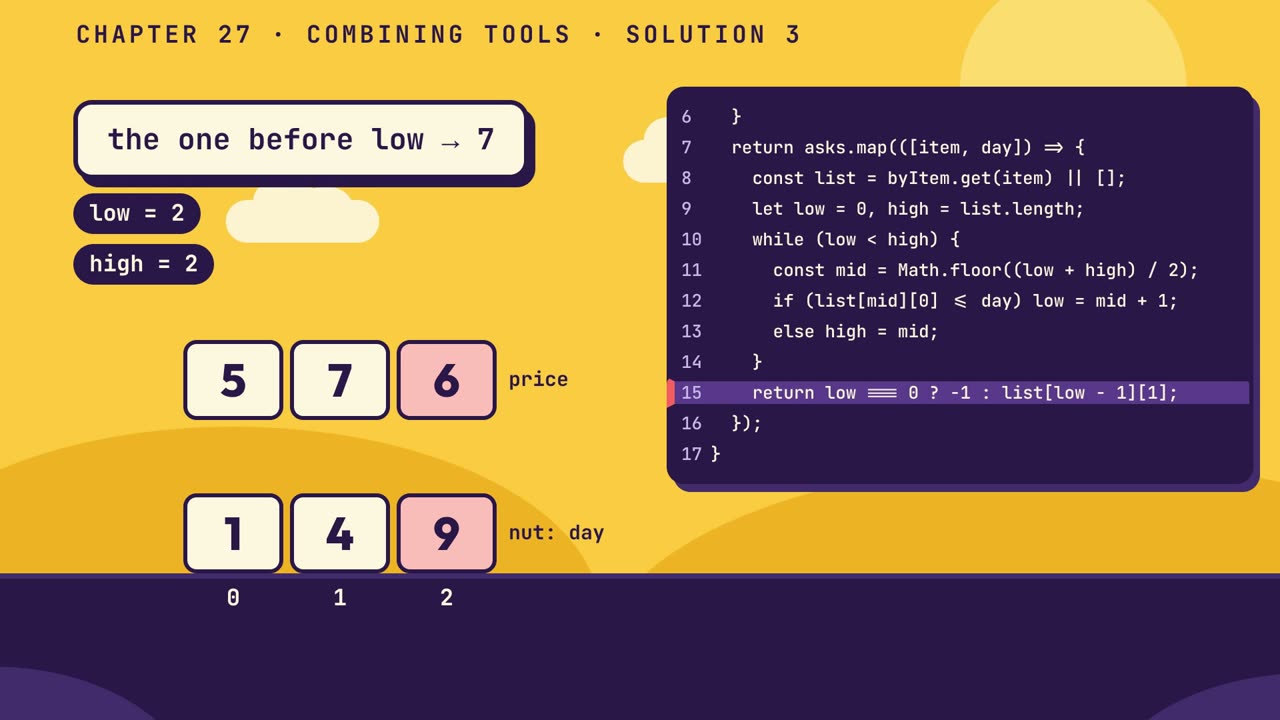 CHAPTER 27 · COMBINING TOOLS · SOLUTION 3
the one before low → 7
low = 2
high = 2
5 7 6 price
1 4 9 nut: day
0 1 2
6 }
7 return asks.map(([item, day]) => {
8 const list = byItem.get(item) || [];
9 let low = 0, high = list.length;
10 while (low < high) {
11 const mid = Math.floor((low + high) / 2);
12 if (list[mid][0] <= day) low = mid + 1;
13 else high = mid;
14 }
15 return low === 0 ? -1 : list[low - 1][1];
16 });
17 }